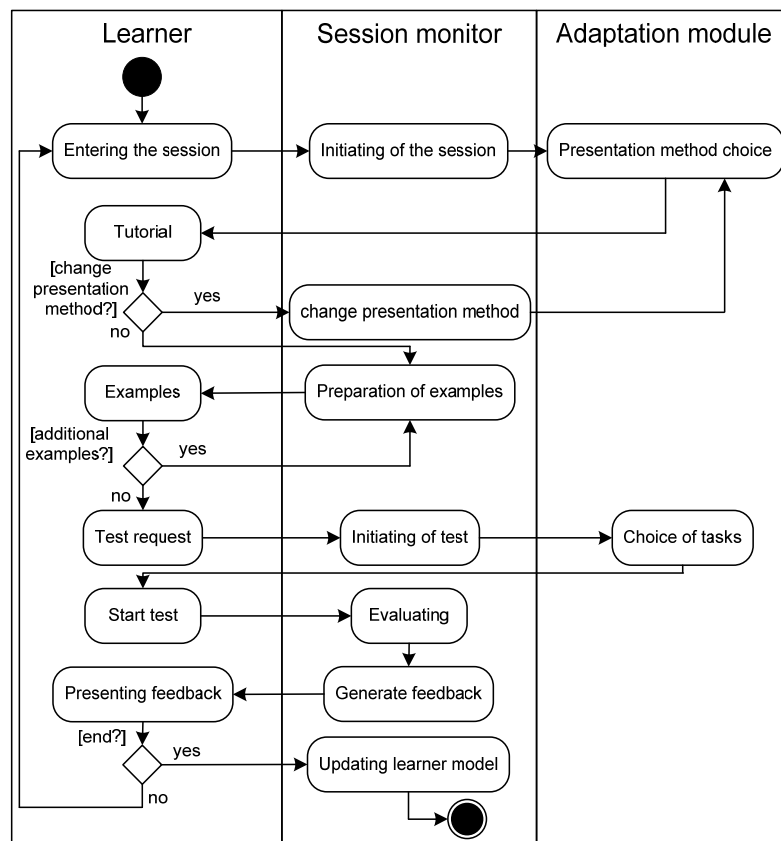 Learner
Session monitor
Adaptation module
Entering the session
Initiating of the session
Presentation method choice
Tutorial
[change
presentation
method?]
yes
no
change presentation method
Examples
Preparation of examples
[additional
examples?]
yes
no
Test request
Initiating of test
Choice of tasks
Start test
Evaluating
Presenting feedback
Generate feedback
[end?]
yes
no
Updating learner model